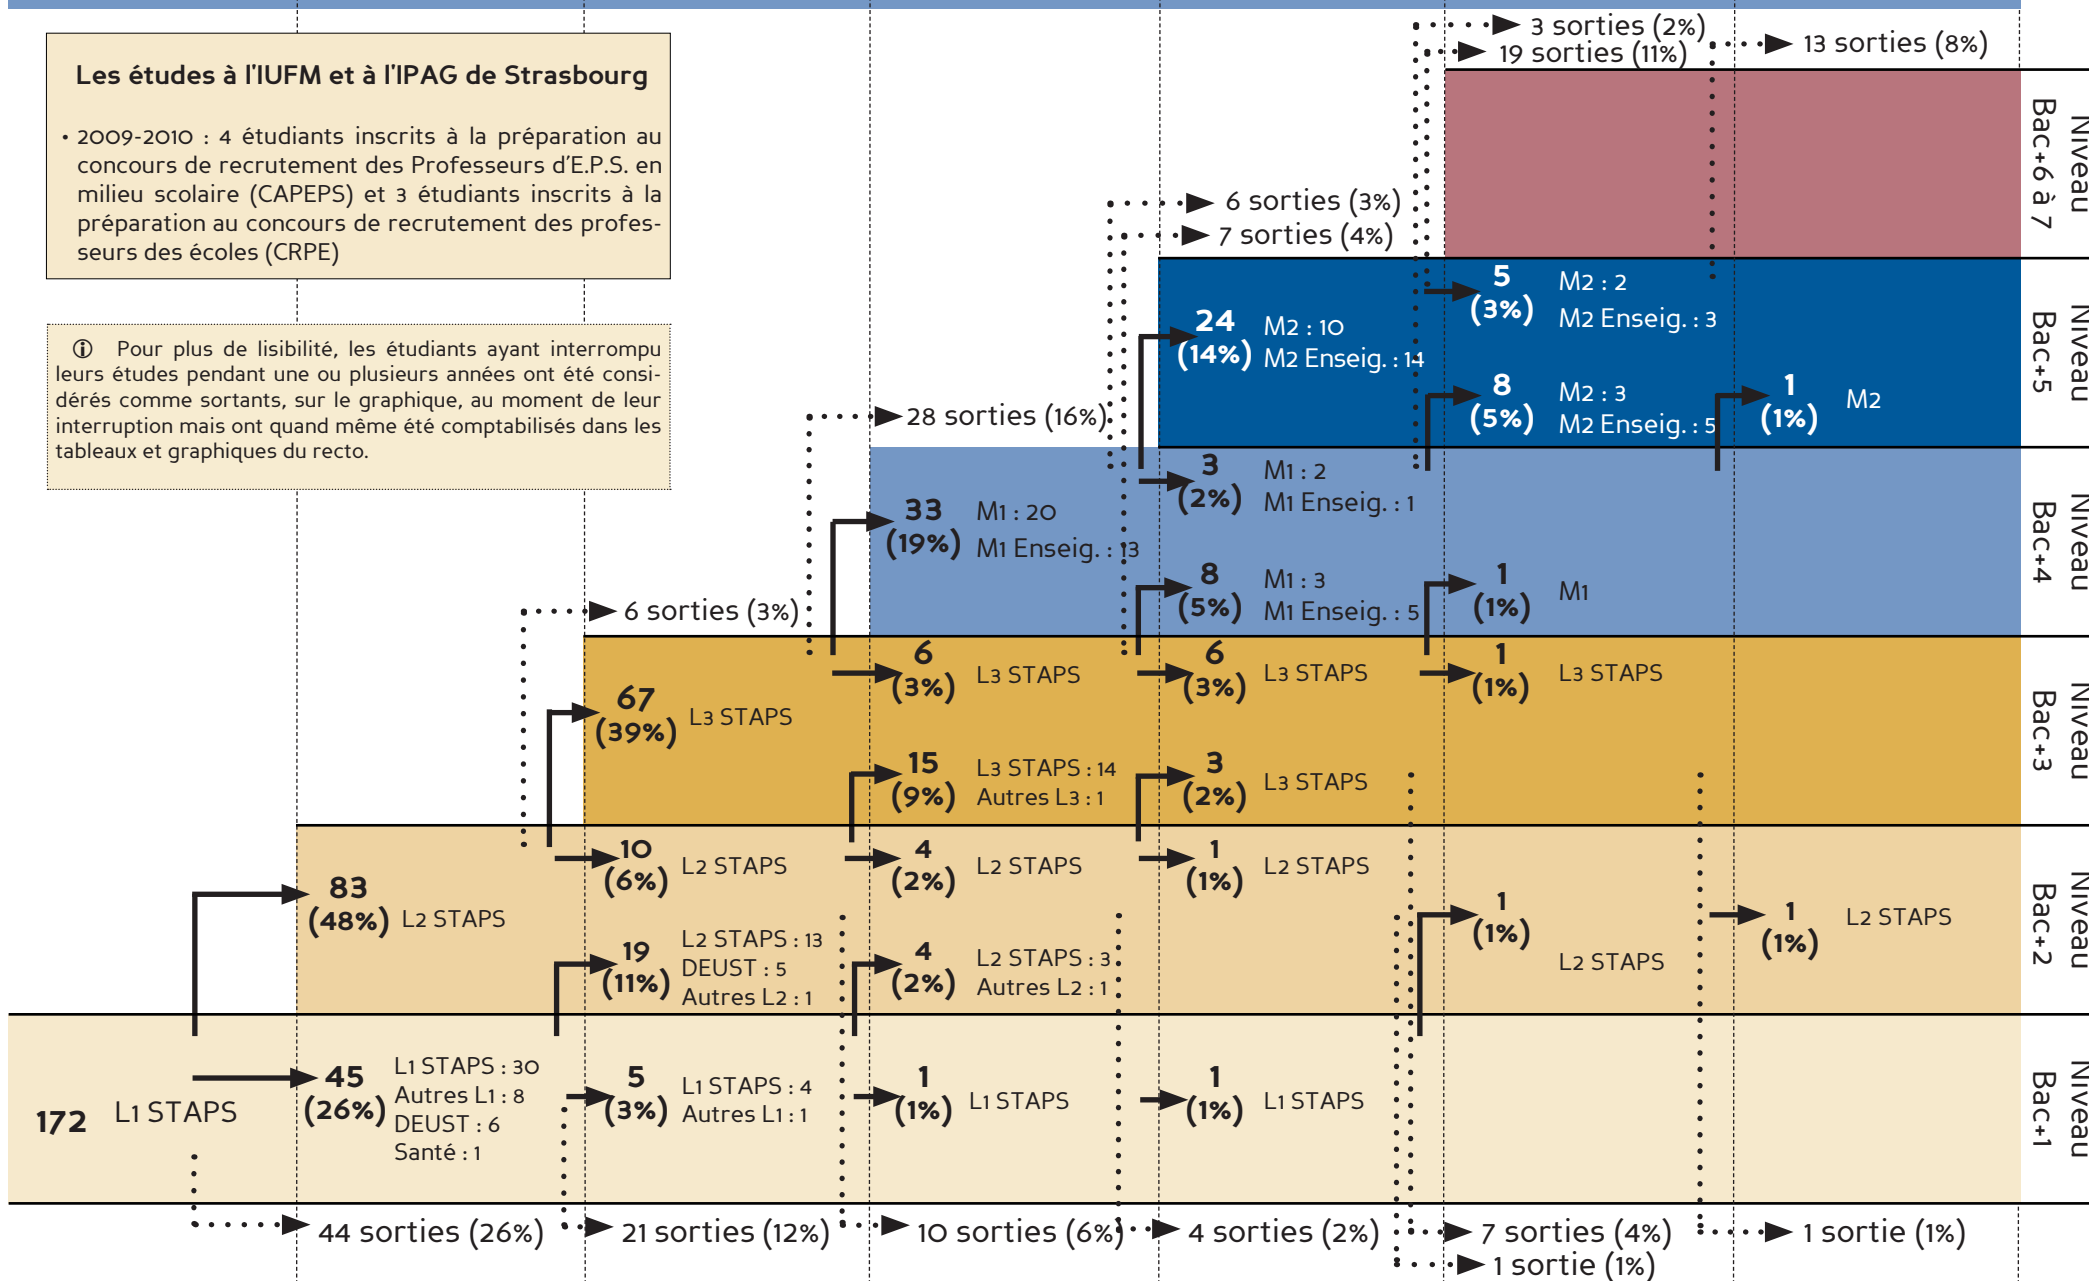 3 sorties (2%)
19 sorties (11%)
13 sorties (8%)
Les études à l'IUFM et à l'IPAG de Strasbourg
• 2009-2010 : 4 étudiants inscrits à la préparation au
concours de recrutement des Professeurs d'E.P.S. en
milieu scolaire (CAPEPS) et 3 étudiants inscrits à la
préparation au concours de recrutement des profes-
seurs des écoles (CRPE)
Niveau
Bac+6 à 7
6 sorties (3%)
7 sorties (4%)
ⓘ Pour plus de lisibilité, les étudiants ayant interrompu
leurs études pendant une ou plusieurs années ont été consi-
dérés comme sortants, sur le graphique, au moment de leur
interruption mais ont quand même été comptabilisés dans les
tableaux et graphiques du recto.
24
(14%)
M2 : 10
M2 Enseig. : 14
5
(3%)
M2 : 2
M2 Enseig. : 3
8
(5%)
M2 : 3
M2 Enseig. : 5
1
(1%)
M2
Niveau
Bac+5
28 sorties (16%)
33
(19%)
M1 : 20
M1 Enseig. : 13
3
(2%)
M1 : 2
M1 Enseig. : 1
8
(5%)
M1 : 3
M1 Enseig. : 5
1
(1%)
M1
Niveau
Bac+4
6 sorties (3%)
67
(39%)
L3 STAPS
6
(3%)
L3 STAPS
15
(9%)
L3 STAPS : 14
Autres L3 : 1
6
(3%)
L3 STAPS
3
(2%)
L3 STAPS
1
(1%)
L3 STAPS
Niveau
Bac+3
83
(48%)
L2 STAPS
10
(6%)
L2 STAPS
19
(11%)
L2 STAPS : 13
DEUST : 5
Autres L2 : 1
4
(2%)
L2 STAPS
4
(2%)
L2 STAPS : 3
Autres L2 : 1
1
(1%)
L2 STAPS
1
(1%)
L2 STAPS
1
(1%)
L2 STAPS
Niveau
Bac+2
172
L1 STAPS
45
(26%)
L1 STAPS : 30
Autres L1 : 8
DEUST : 6
Santé : 1
5
(3%)
L1 STAPS : 4
Autres L1 : 1
1
(1%)
L1 STAPS
1
(1%)
L1 STAPS
Niveau
Bac+1
44 sorties (26%)
21 sorties (12%)
10 sorties (6%)
4 sorties (2%)
7 sorties (4%)
1 sortie (1%)
1 sortie (1%)